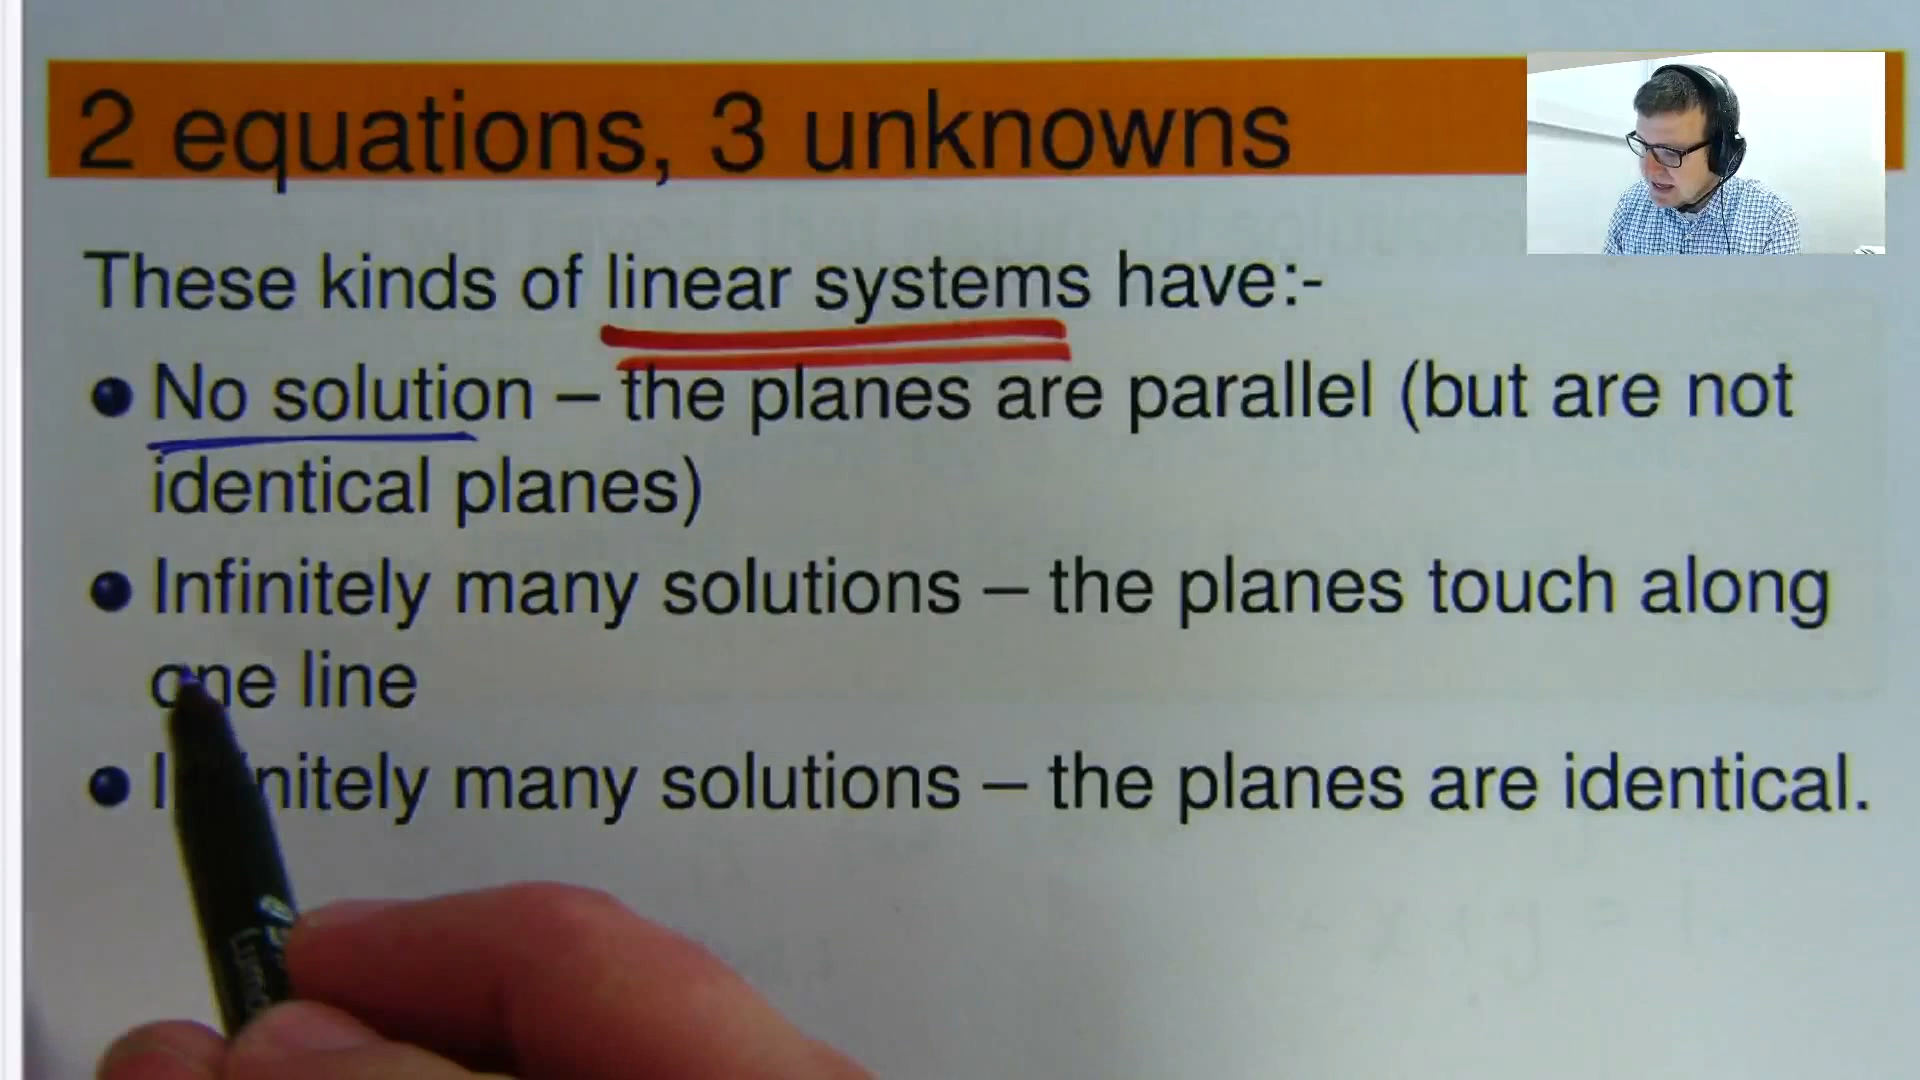 2 equations, 3 unknowns
These kinds of linear systems have:-
No solution – the planes are parallel (but are not
identical planes)
Infinitely many solutions – the planes touch along
one line
many solutions – the planes are identical.